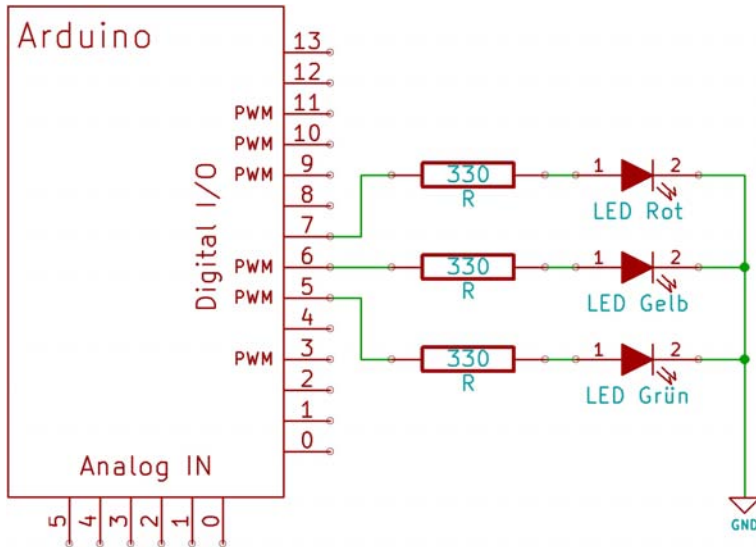 Arduino
13
12
PWM 11
PWM 10
PWM 9
8
7
PWM 6
PWM 5
4
PWM 3
2
1
0
Digital I/O
Analog IN
5 4 3 2 1 0
330
R
1 2
LED Rot
330
R
1 2
LED Gelb
330
R
1 2
LED Grün
GND